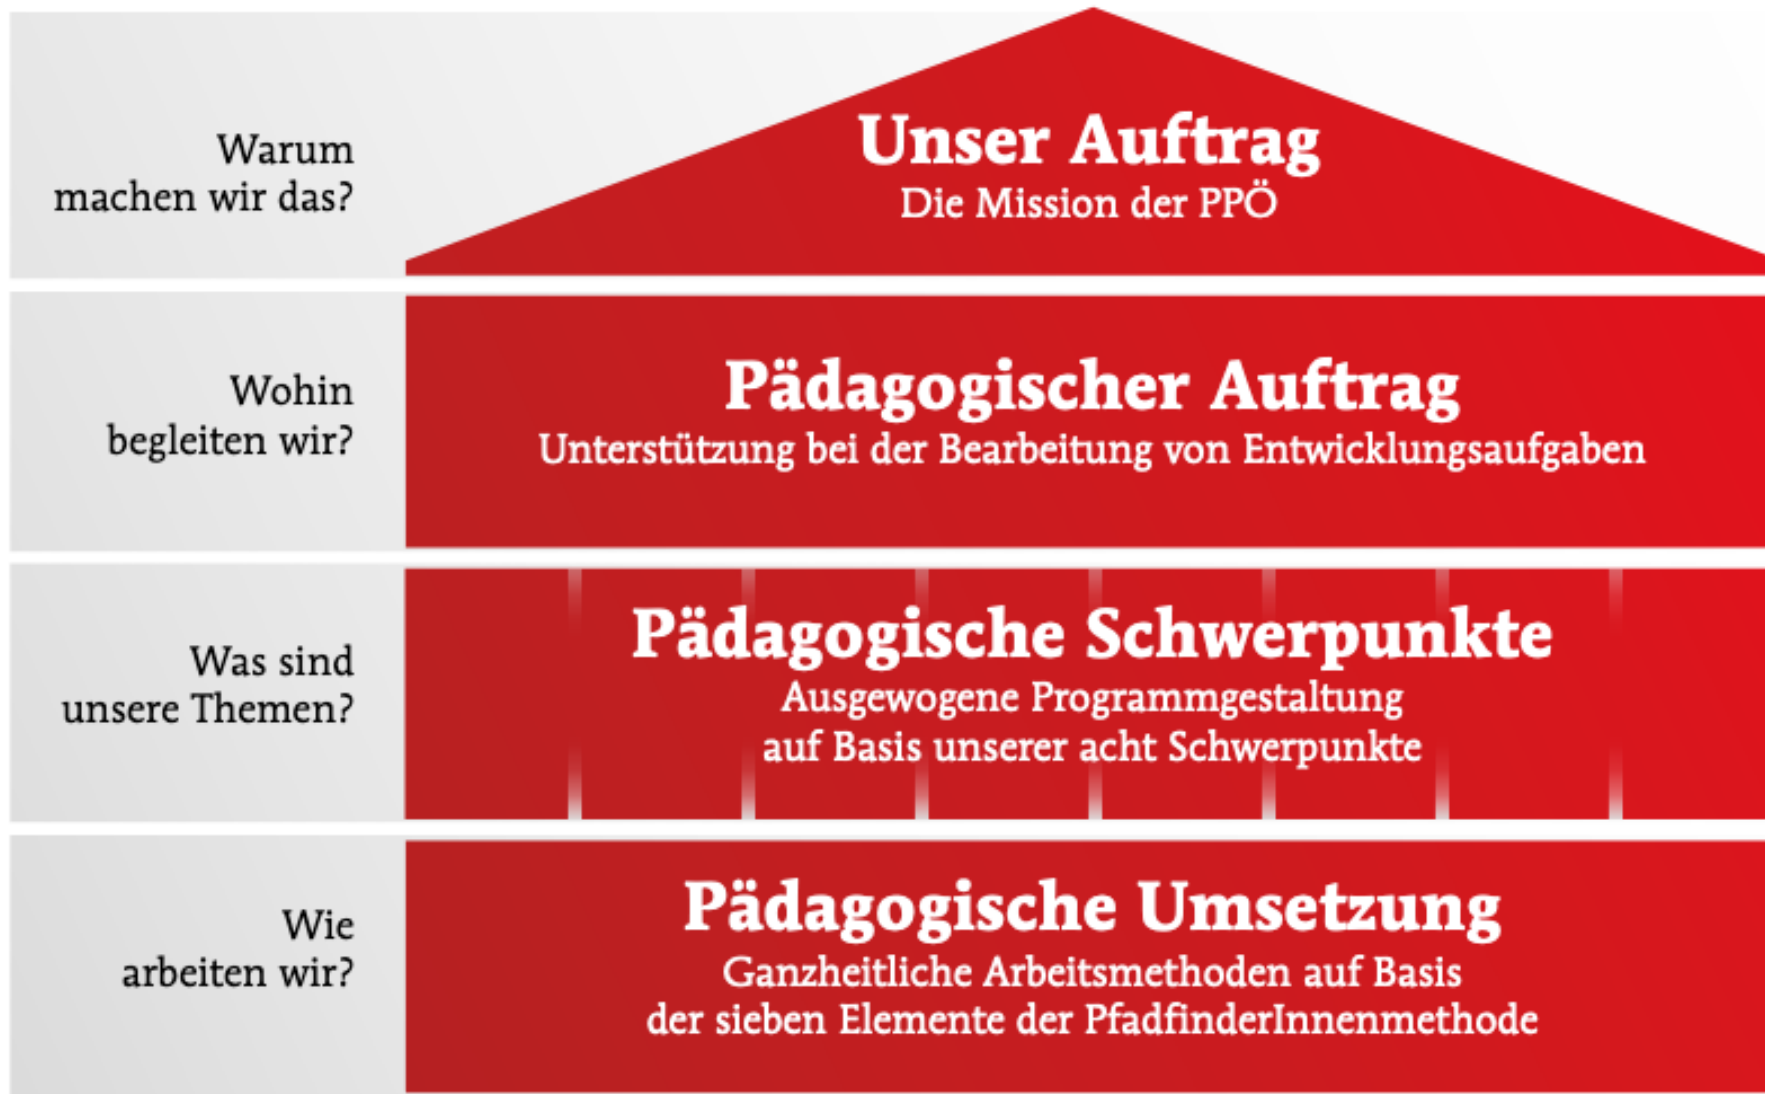 Warum
machen wir das?
Unser Auftrag
Die Mission der PPÖ
Wohin
begleiten wir?
Pädagogischer Auftrag
Unterstützung bei der Bearbeitung von Entwicklungsaufgaben
Was sind
unsere Themen?
Pädagogische Schwerpunkte
Ausgewogene Programmgestaltung
auf Basis unserer acht Schwerpunkte
Wie
arbeiten wir?
Pädagogische Umsetzung
Ganzheitliche Arbeitsmethoden auf Basis
der sieben Elemente der PfadfinderInnenmethode